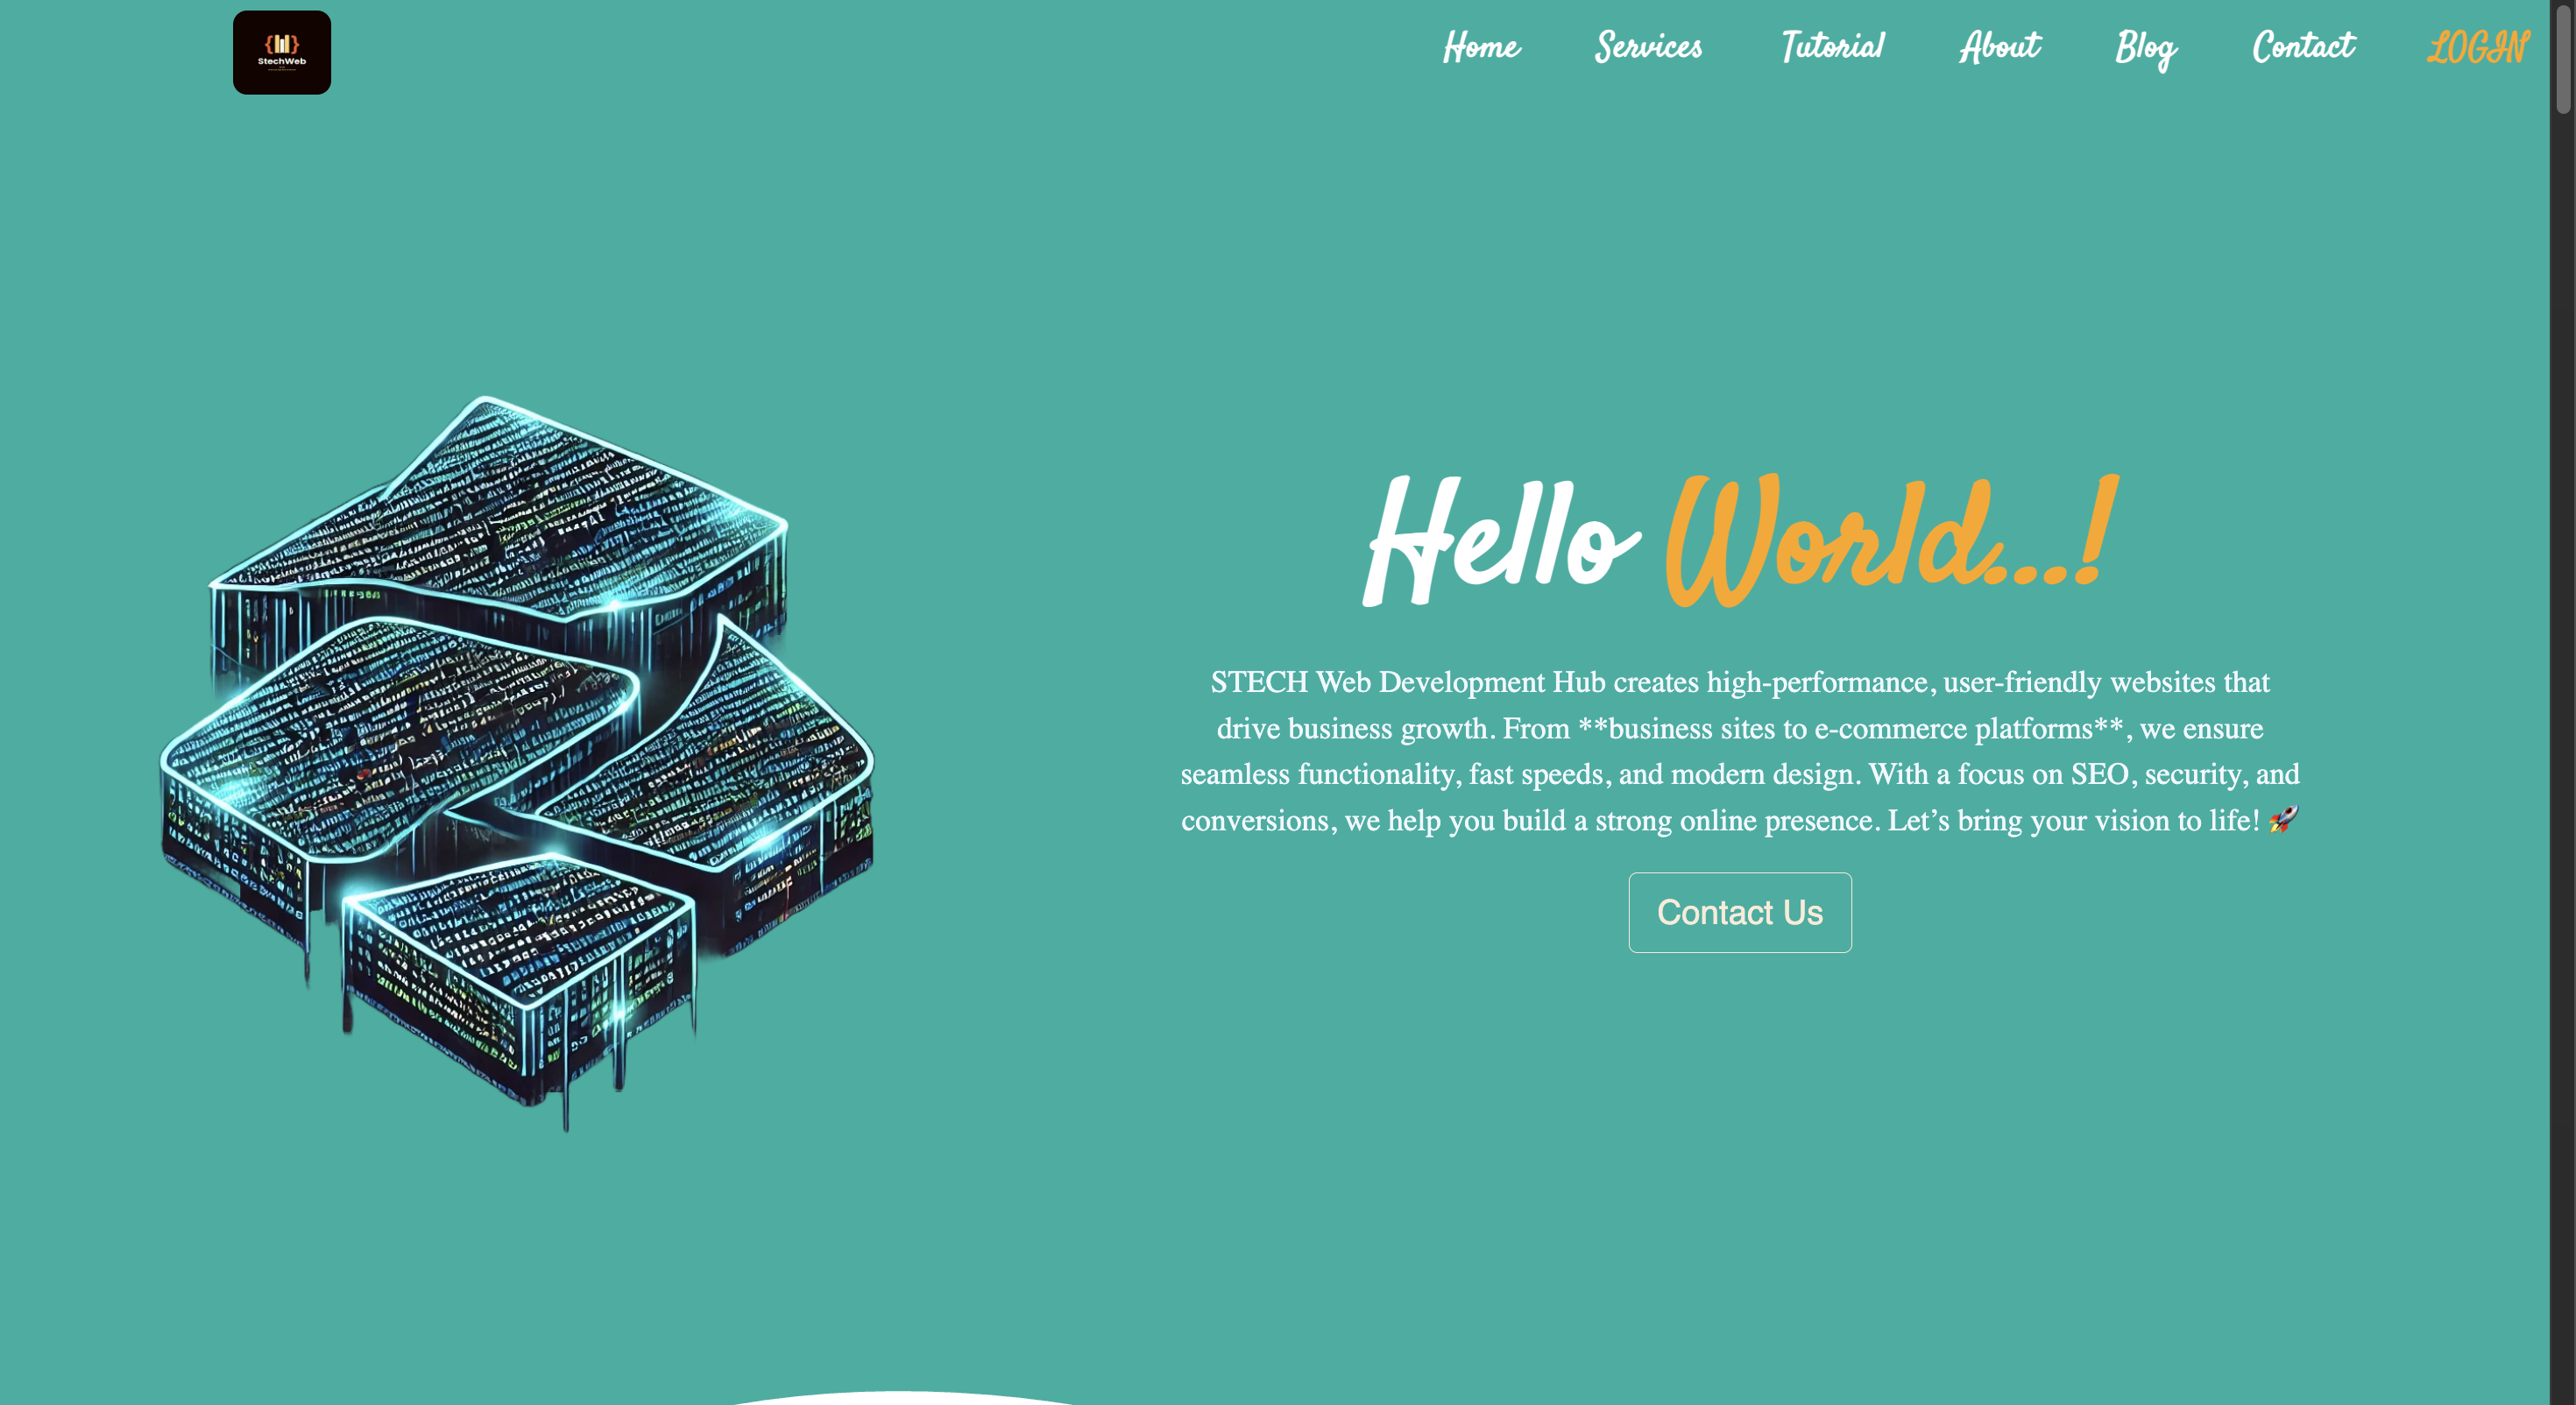 StechWeb
Home Services Tutorial About Blog Contact LOGIN
Hello World...!
STECH Web Development Hub creates high-performance, user-friendly websites that
drive business growth. From **business sites to e-commerce platforms**, we ensure
seamless functionality, fast speeds, and modern design. With a focus on SEO, security, and
conversions, we help you build a strong online presence. Let’s bring your vision to life! 🚀
Contact Us